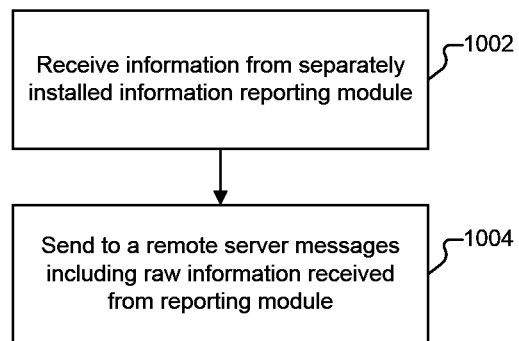 Receive information from separately
installed information reporting module
1002
Send to a remote server messages
including raw information received
from reporting module
1004